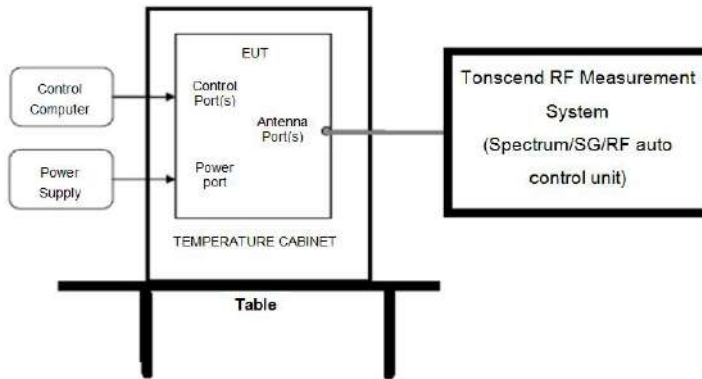 EUT
Control
Computer
Control
Port(s)
Antenna
Port(s)
Power
Supply
Power
port
TEMPERATURE CABINET
Table
Tonscend RF Measurement
System
(Spectrum/SG/RF auto
control unit)